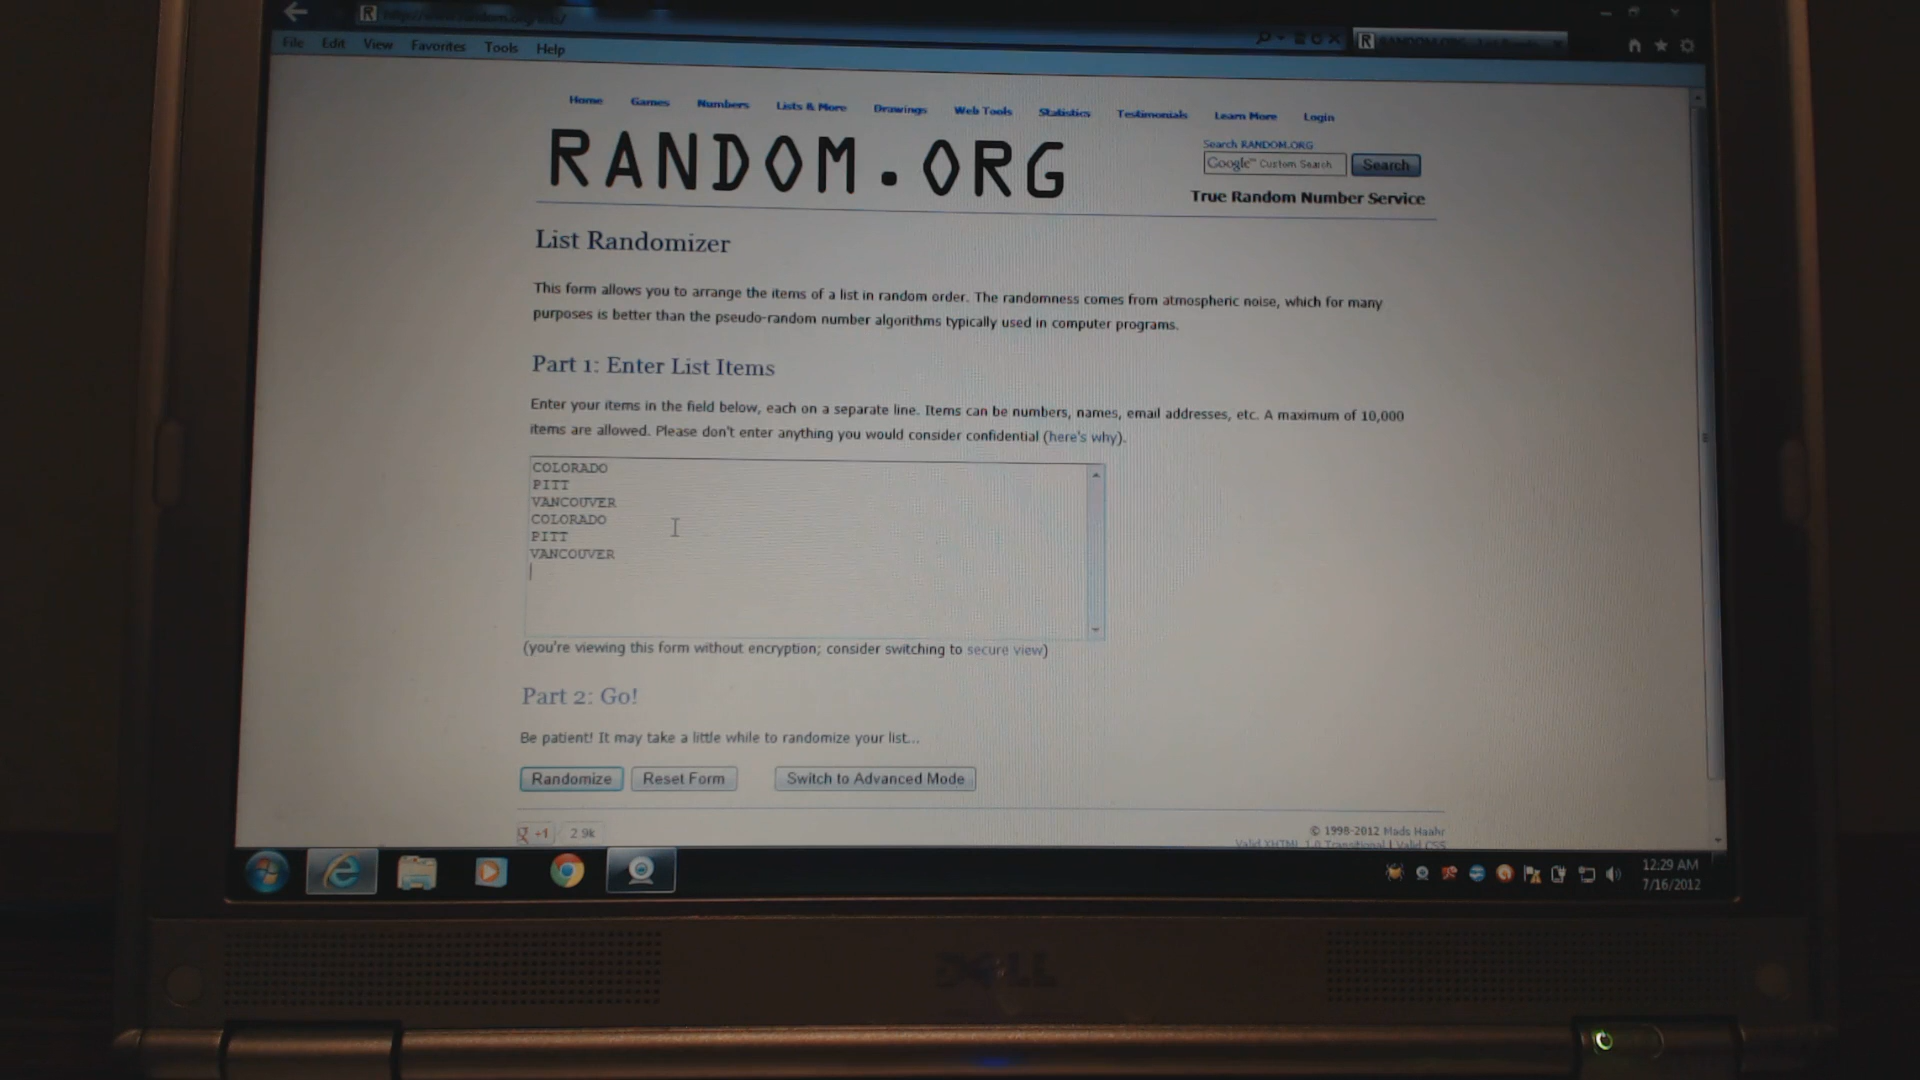 File Edit View Favorites Tools Help
Home Games Numbers Lists & More Drawings Web Tools Statistics Testimonials Learn More Login
RANDOM.ORG
Search RANDOM.ORG
Google™ Custom Search Search
True Random Number Service
List Randomizer
This form allows you to arrange the items of a list in random order. The randomness comes from atmospheric noise, which for many
purposes is better than the pseudo-random number algorithms typically used in computer programs.
Part 1: Enter List Items
Enter your items in the field below, each on a separate line. Items can be numbers, names, email addresses, etc. A maximum of 10,000
items are allowed. Please don't enter anything you would consider confidential (here's why).
COLORADO
PITT
VANCOUVER
COLORADO
PITT
VANCOUVER
(you're viewing this form without encryption; consider switching to secure view)
Part 2: Go!
Be patient! It may take a little while to randomize your list...
Randomize Reset Form Switch to Advanced Mode
+1 2.9k
© 1998-2012 Mads Haahr
Valid XHTML 1.0 Transitional | Valid CSS
12:29 AM
7/16/2012
DELL